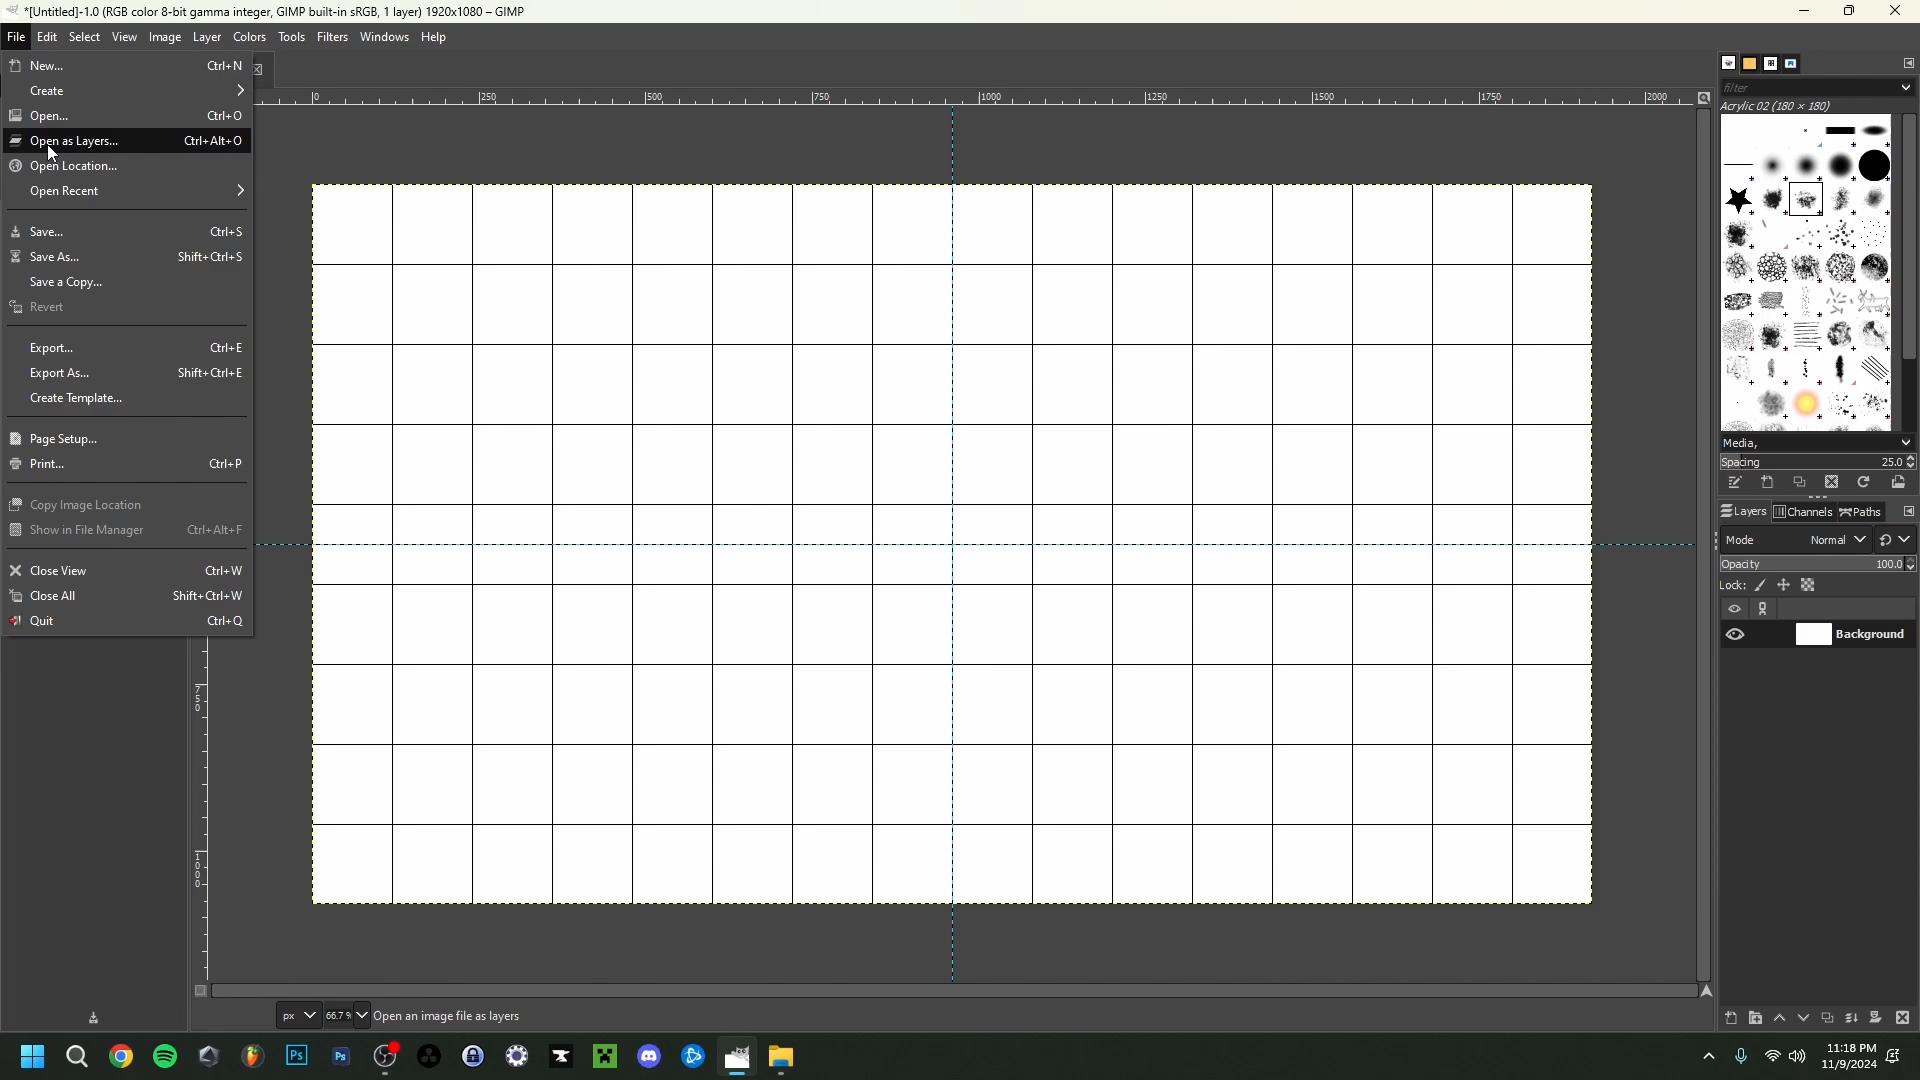 *[Untitled]-1.0 (RGB color 8-bit gamma integer, GIMP built-in sRGB, 1 layer) 1920x1080 – GIMP
File Edit Select View Image Layer Colors Tools Filters Windows Help
New... Ctrl+N
Create
Open... Ctrl+O
Open as Layers... Ctrl+Alt+O
Open Location...
Open Recent
Save... Ctrl+S
Save As... Shift+Ctrl+S
Save a Copy...
Revert
Export... Ctrl+E
Export As... Shift+Ctrl+E
Create Template...
Page Setup...
Print... Ctrl+P
Copy Image Location
Show in File Manager Ctrl+Alt+F
Close View Ctrl+W
Close All Shift+Ctrl+W
Quit Ctrl+Q
0 250 500 750 1000 1250 1500 1750 2000
750
1000
filter
Acrylic 02 (180 × 180)
Media,
Spacing 25.0
Layers Channels Paths
Mode Normal
Opacity 100.0
Lock:
Background
px 66.7 % Open an image file as layers
Ps Ps
11:18 PM
11/9/2024